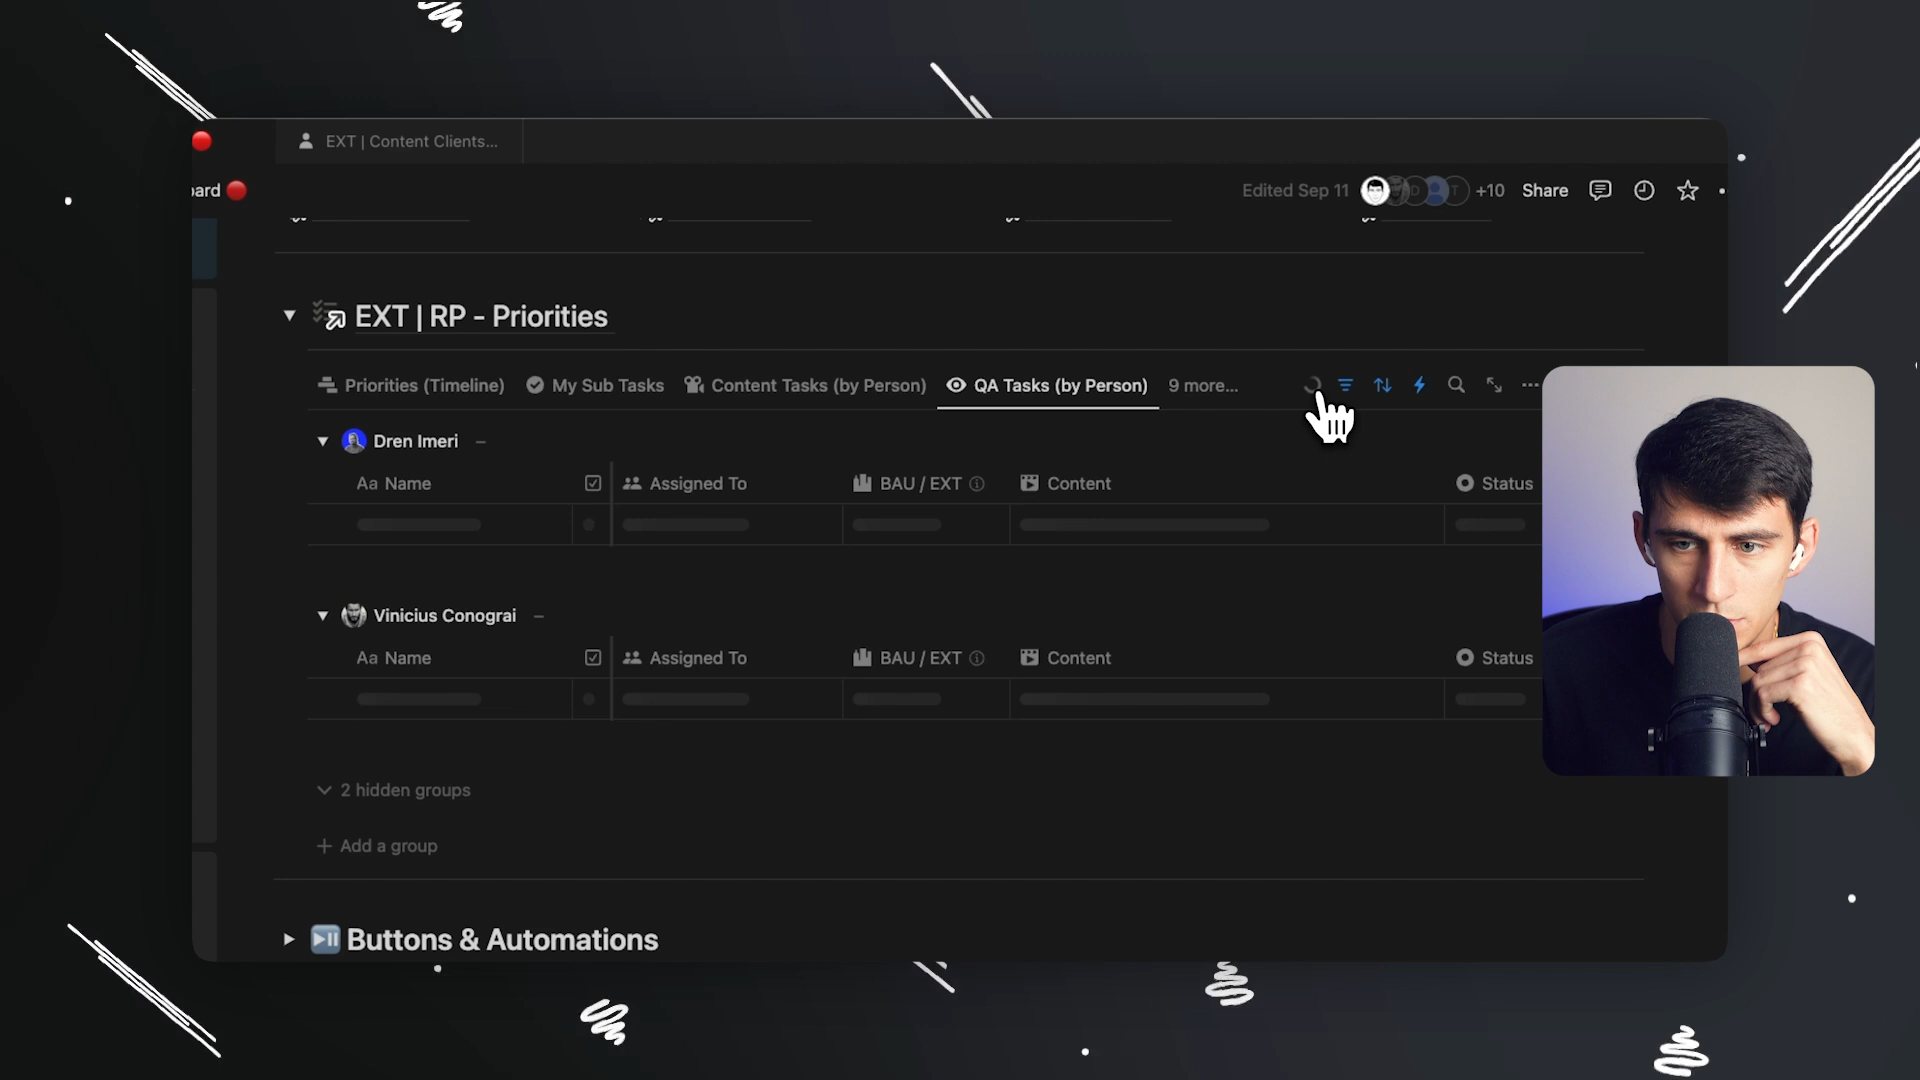 EXT | Content Clients...
oard
Edited Sep 11
+10
Share
EXT | RP - Priorities
Priorities (Timeline)
My Sub Tasks
Content Tasks (by Person)
QA Tasks (by Person)
9 more...
Dren Imeri
Aa Name
Assigned To
BAU / EXT
Content
Status
Vinicius Conograi
Aa Name
Assigned To
BAU / EXT
Content
Status
2 hidden groups
+ Add a group
Buttons & Automations